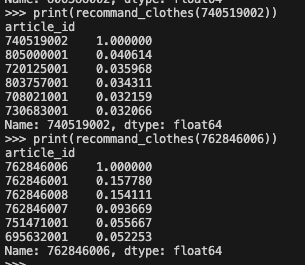 >>> print(recommand_clothes(740519002))
article_id
740519002    1.000000
805000001    0.040614
720125001    0.035968
803757001    0.034311
708021001    0.032159
730683001    0.032066
Name: 740519002, dtype: float64
>>> print(recommand_clothes(762846006))
article_id
762846006    1.000000
762846001    0.157780
762846008    0.154111
762846007    0.093669
751471001    0.055667
695632001    0.052253
Name: 762846006, dtype: float64
>>>